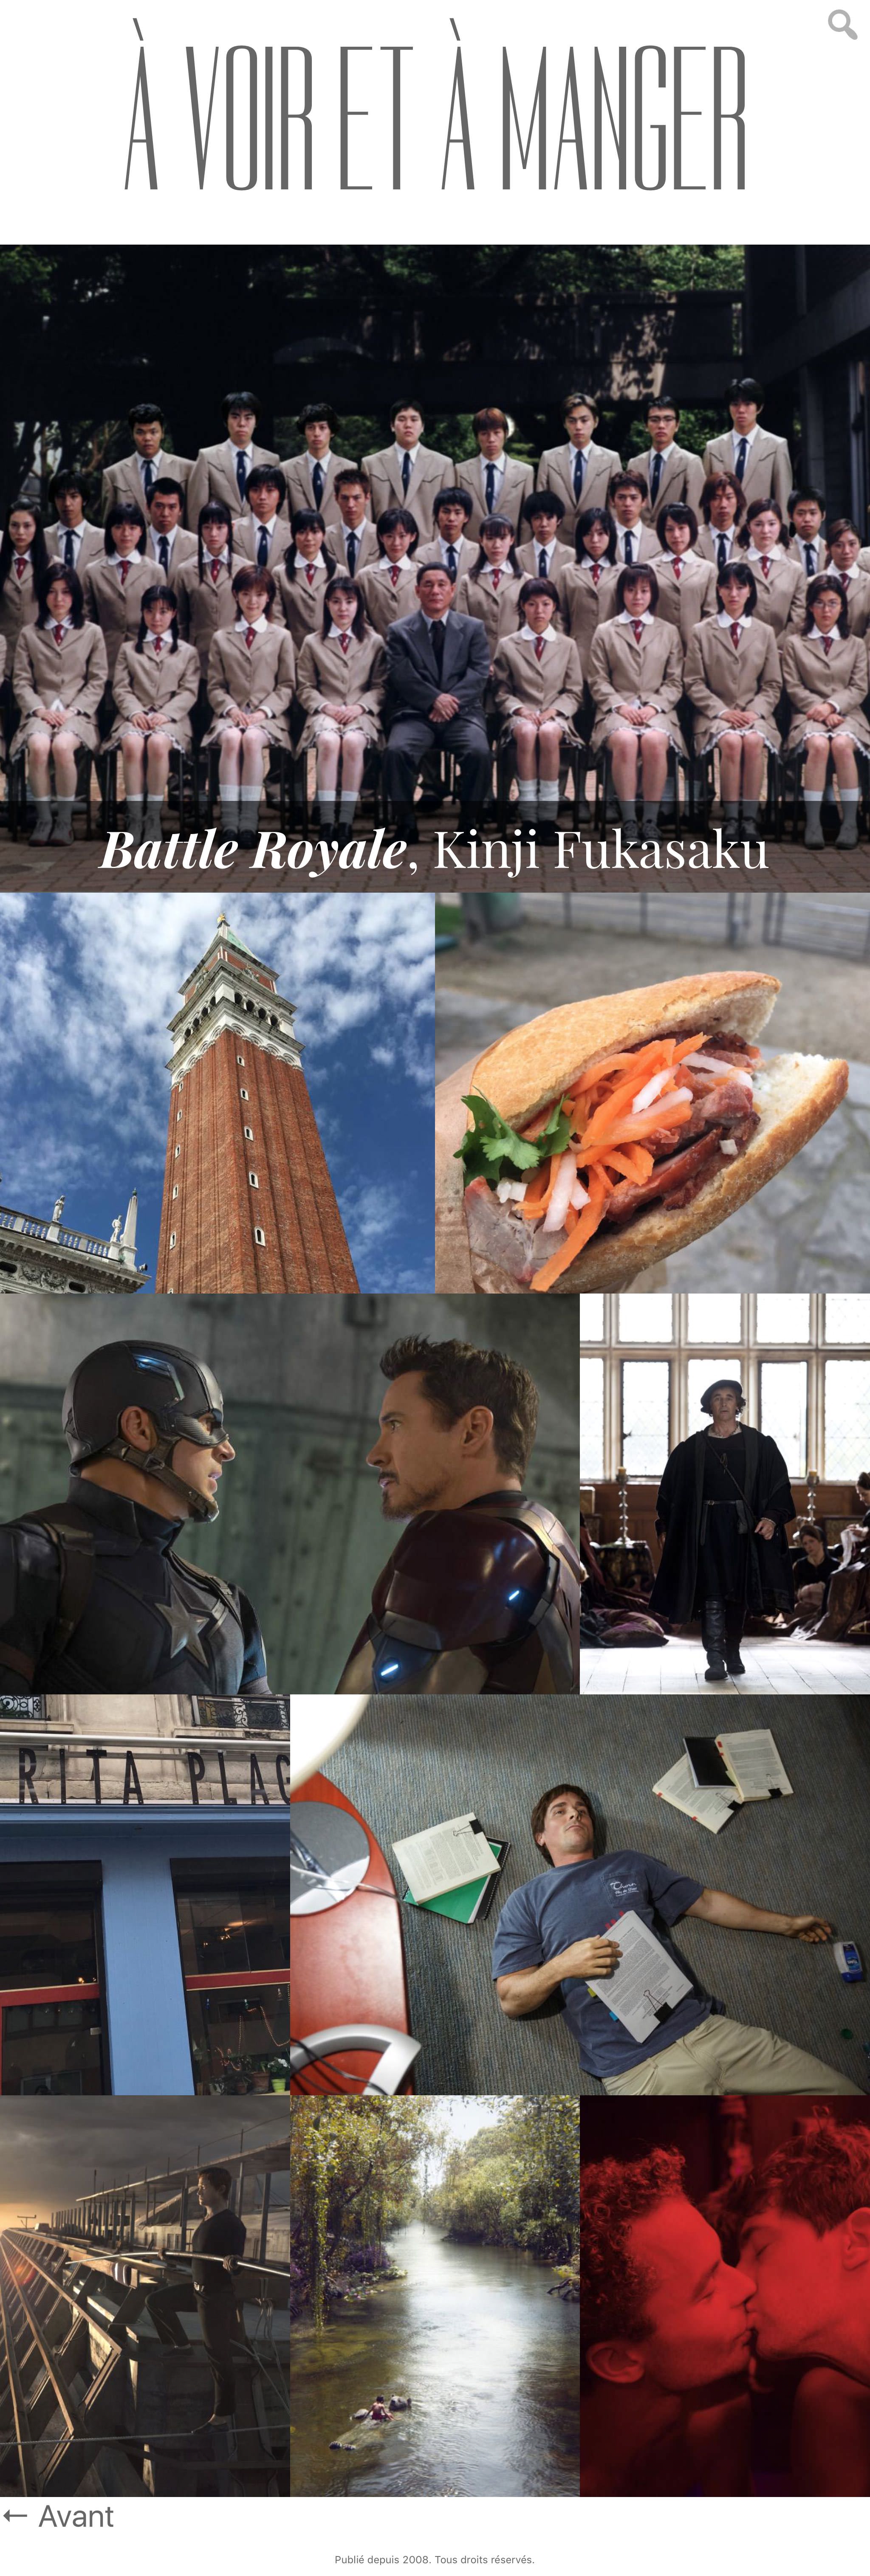 À VOIR ET À MANGER
Battle Royale, Kinji Fukasaku
RITA PLAC
← Avant
Publié depuis 2008. Tous droits réservés.